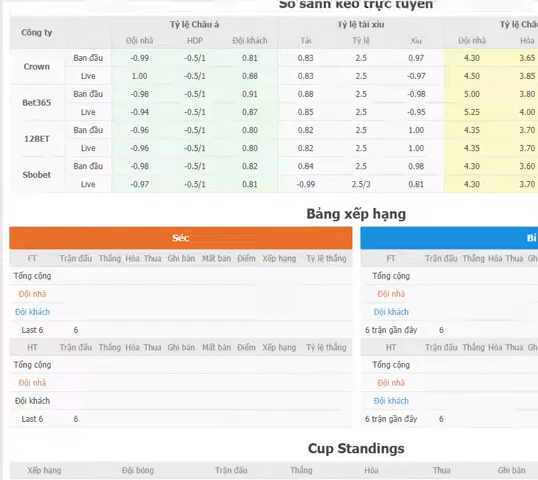 So sánh kèo trực tuyến
Công ty Tỷ lệ Châu á Tỷ lệ tài xỉu Tỷ lệ Châu
Đội nhà HDP Đội khách Tài Tỷ lệ Xỉu Đội nhà Hòa
Crown Ban đầu -0.99 -0.5/1 0.81 0.83 2.5 0.97 4.30 3.65
Live 1.00 -0.5/1 0.88 0.83 2.5 -0.97 4.50 3.85
Bet365 Ban đầu -0.98 -0.5/1 0.91 0.88 2.5 -0.98 5.00 3.80
Live -0.94 -0.5/1 0.87 0.85 2.5 -0.95 5.25 4.00
12BET Ban đầu -0.96 -0.5/1 0.80 0.82 2.5 1.00 4.35 3.70
Live -0.96 -0.5/1 0.80 0.82 2.5 1.00 4.35 3.70
Sbobet Ban đầu -0.98 -0.5/1 0.82 0.84 2.5 0.98 4.30 3.60
Live -0.97 -0.5/1 0.81 -0.99 2.5/3 0.81 4.30 3.70
Bảng xếp hạng
Séc Bỉ
FT Trận đấu Thắng Hòa Thua Ghi bàn Mất bàn Điểm Xếp hạng Tỷ lệ thắng FT Trận đấu Thắng Hòa Thua Gh
Tổng cộng Tổng cộng
Đội nhà Đội nhà
Đội khách Đội khách
Last 6 6 6 trận gần đây 6
HT Trận đấu Thắng Hòa Thua Ghi bàn Mất bàn Điểm Xếp hạng Tỷ lệ thắng HT Trận đấu Thắng Hòa Thua Gh
Tổng cộng Tổng cộng
Đội nhà Đội nhà
Đội khách Đội khách
Last 6 6 6 trận gần đây 6
Cup Standings
Xếp hạng Đội bóng Trận đấu Thắng Hòa Thua Ghi bàn